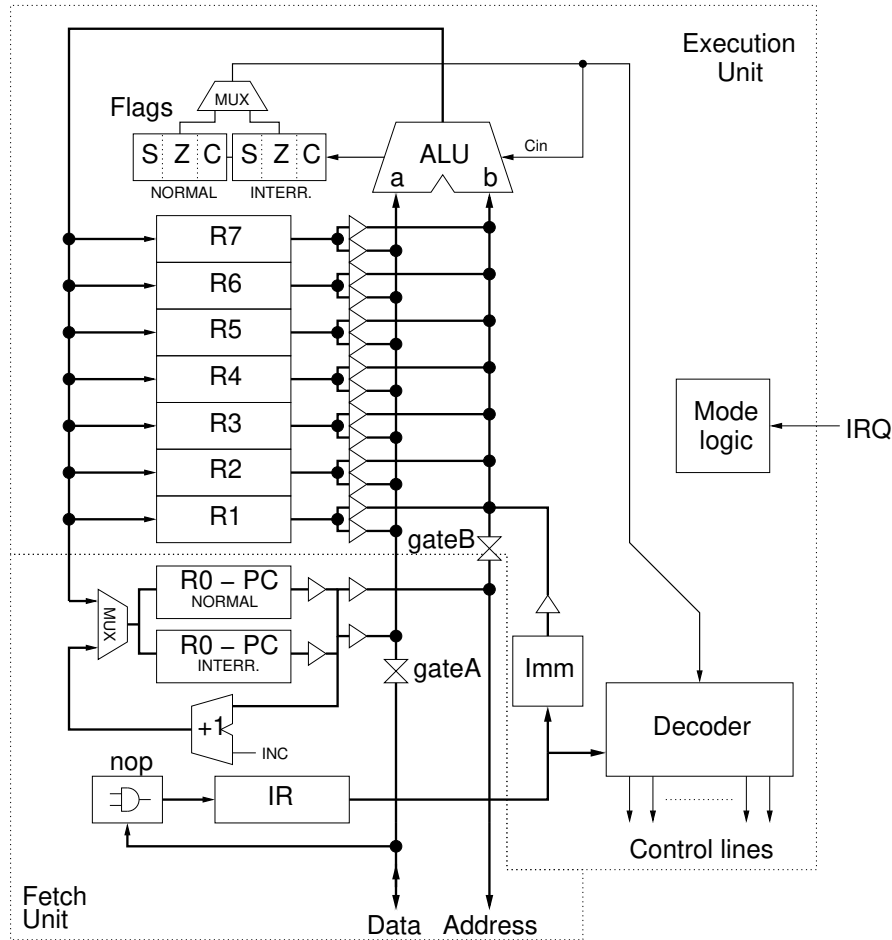 Execution
Unit
MUX
Flags
S Z C
S Z C
NORMAL
INTERR.
ALU
a
b
Cin
R7
R6
R5
R4
R3
R2
R1
Mode
logic
IRQ
gateB
MUX
R0 – PC
NORMAL
R0 – PC
INTERR.
gateA
Imm
+1
INC
Decoder
nop
IR
Control lines
Fetch
Unit
Data
Address